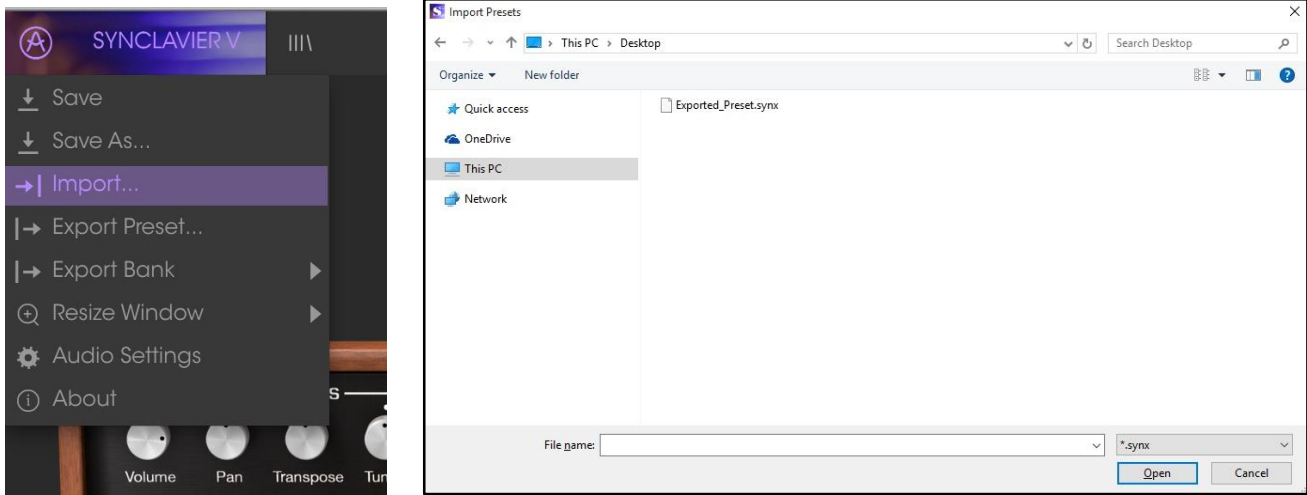 SYNCLAVIER V
Save
Save As...
Import...
Export Preset...
Export Bank
Resize Window
Audio Settings
About
S
Volume Pan Transpose Tun
Import Presets
This PC > Desktop
Search Desktop
Organize
New folder
Quick access
OneDrive
This PC
Network
Exported_Preset.synx
File name:
*.synx
Open
Cancel